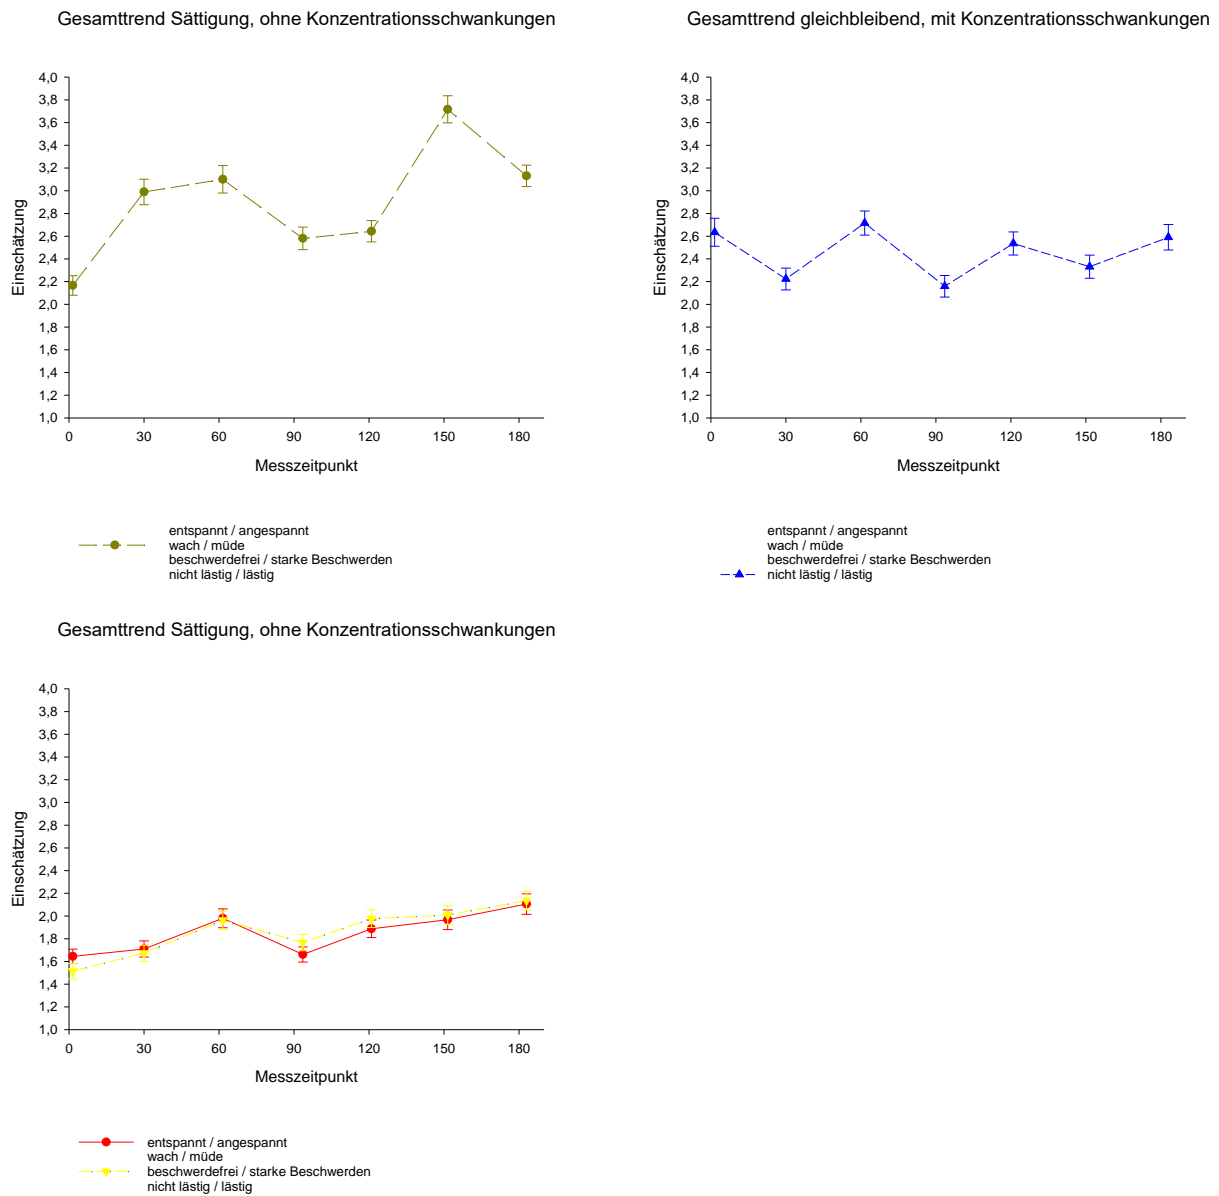 Gesamttrend Sättigung, ohne Konzentrationsschwankungen
Einschätzung
4,0
3,8
3,6
3,4
3,2
3,0
2,8
2,6
2,4
2,2
2,0
1,8
1,6
1,4
1,2
1,0
0 30 60 90 120 150 180
Messzeitpunkt
entspannt / angespannt
wach / müde
beschwerdefrei / starke Beschwerden
nicht lästig / lästig
Gesamttrend gleichbleibend, mit Konzentrationsschwankungen
Einschätzung
4,0
3,8
3,6
3,4
3,2
3,0
2,8
2,6
2,4
2,2
2,0
1,8
1,6
1,4
1,2
1,0
0 30 60 90 120 150 180
Messzeitpunkt
entspannt / angespannt
wach / müde
beschwerdefrei / starke Beschwerden
nicht lästig / lästig
Gesamttrend Sättigung, ohne Konzentrationsschwankungen
Einschätzung
4,0
3,8
3,6
3,4
3,2
3,0
2,8
2,6
2,4
2,2
2,0
1,8
1,6
1,4
1,2
1,0
0 30 60 90 120 150 180
Messzeitpunkt
entspannt / angespannt
wach / müde
beschwerdefrei / starke Beschwerden
nicht lästig / lästig